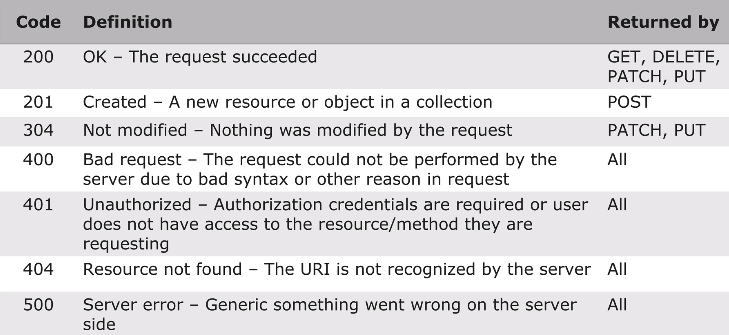 Code Definition Returned by
200 OK – The request succeeded GET, DELETE,
PATCH, PUT
201 Created – A new resource or object in a collection POST
304 Not modified – Nothing was modified by the request PATCH, PUT
400 Bad request – The request could not be performed by the All
server due to bad syntax or other reason in request
401 Unauthorized – Authorization credentials are required or user All
does not have access to the resource/method they are
requesting
404 Resource not found – The URI is not recognized by the server All
500 Server error – Generic something went wrong on the server All
side